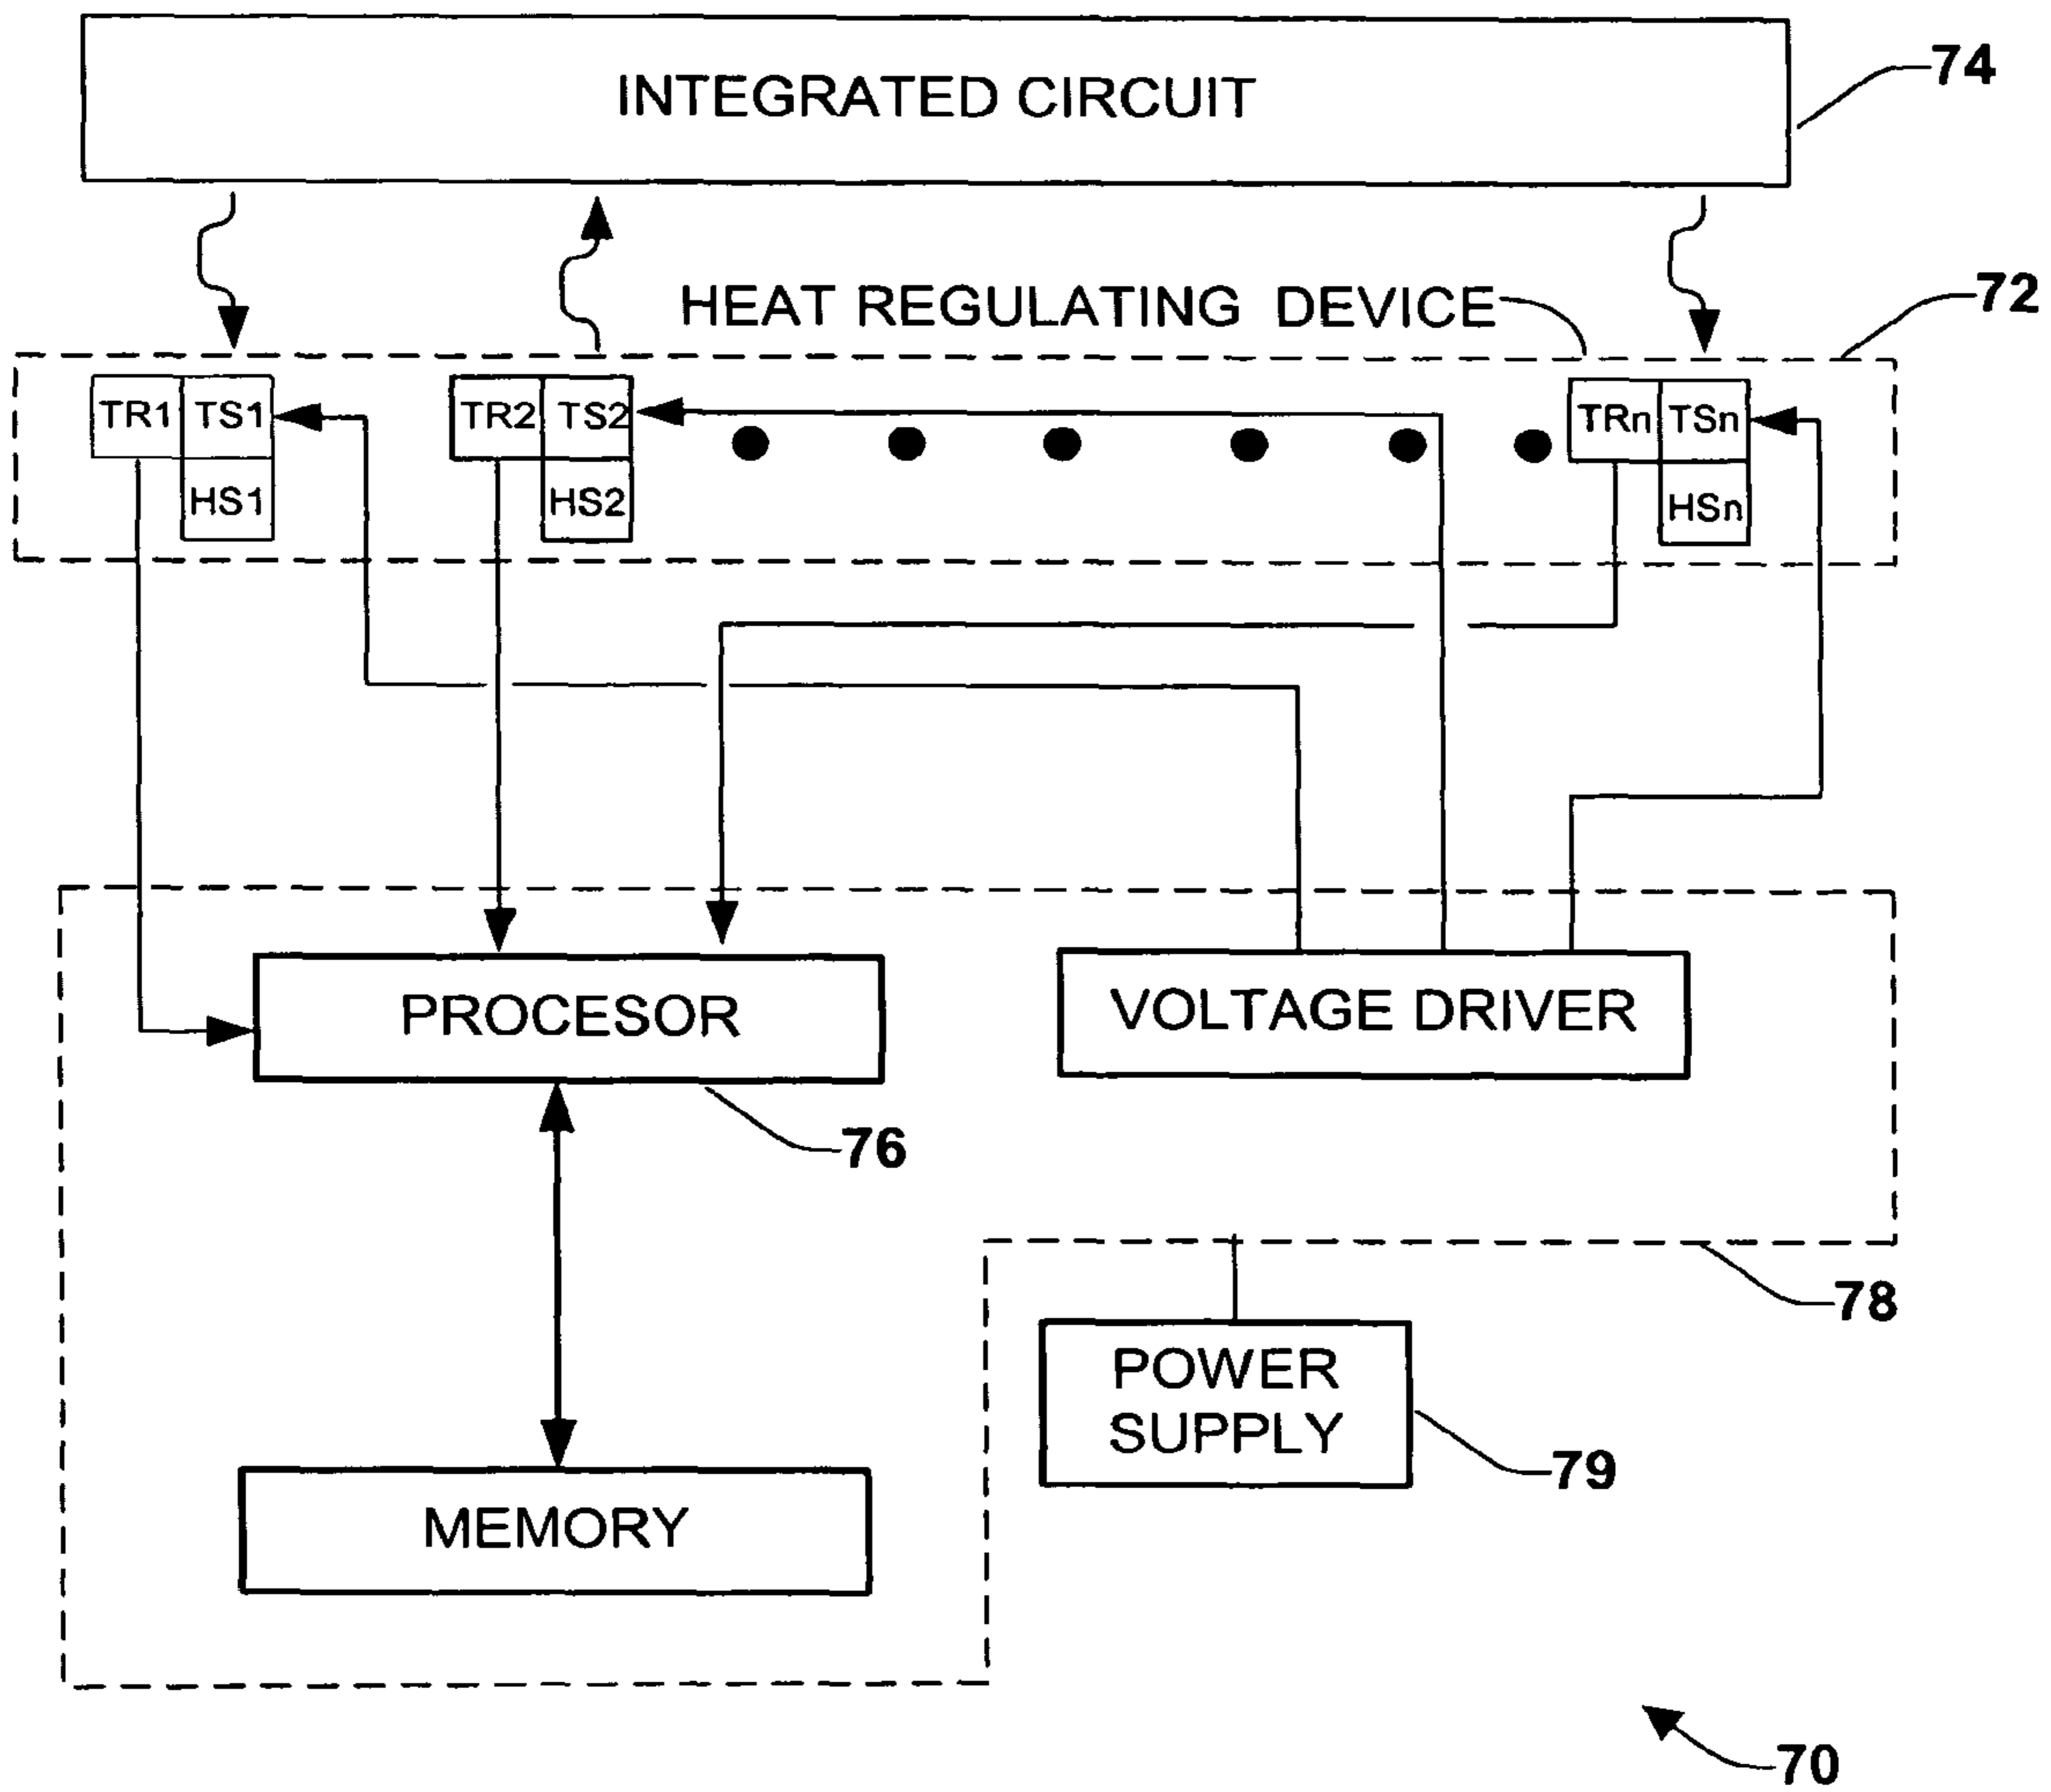 INTEGRATED CIRCUIT
74
HEAT REGULATING DEVICE
72
TR1 TS1
HS1
TR2 TS2
HS2
TRn TSn
HSn
PROCESOR
VOLTAGE DRIVER
76
78
POWER
SUPPLY
79
MEMORY
70